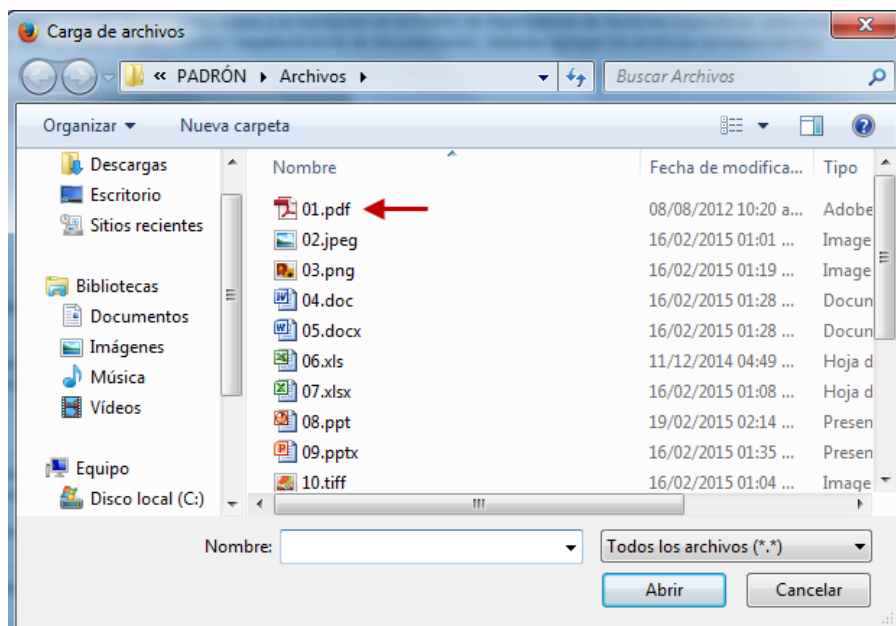 Carga de archivos
« PADRÓN Archivos
Buscar Archivos
Organizar Nueva carpeta
Descargas
Escritorio
Sitios recientes
Bibliotecas
Documentos
Imágenes
Música
Vídeos
Equipo
Disco local (C:)
Nombre Fecha de modifica... Tipo
01.pdf 08/08/2012 10:20 a... Adobe
02.jpeg 16/02/2015 01:01 ... Image
03.png 16/02/2015 01:19 ... Image
04.doc 16/02/2015 01:28 ... Docun
05.docx 16/02/2015 01:28 ... Docun
06.xls 11/12/2014 04:49 ... Hoja d
07.xlsx 16/02/2015 01:08 ... Hoja d
08.ppt 19/02/2015 02:14 ... Presen
09.pptx 16/02/2015 01:35 ... Presen
10.tiff 16/02/2015 01:04 ... Image
Nombre:
Todos los archivos (*.*)
Abrir Cancelar